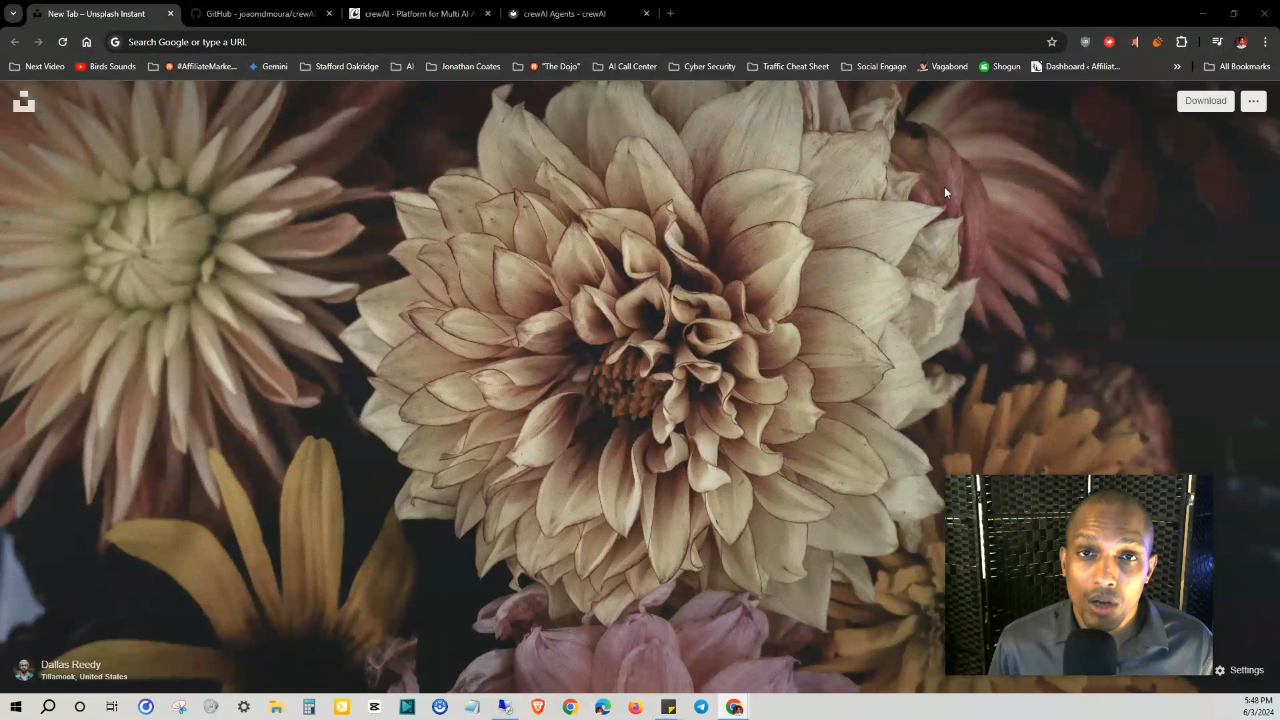 New Tab – Unsplash Instant
GitHub - joaomdmoura/crewAI
crewAI - Platform for Multi AI A
crewAI Agents - crewAI
Search Google or type a URL
Next Video
Birds Sounds
#AffiliateMarke...
Gemini
Stafford Oakridge
AI
Jonathan Coates
"The Dojo"
AI Call Center
Cyber Security
Traffic Cheat Sheet
Social Engage
Vagabond
Shogun
Dashboard ‹ Affiliat...
»
All Bookmarks
Download
Dallas Reedy
Tillamook, United States
Settings
5:48 PM
6/3/2024